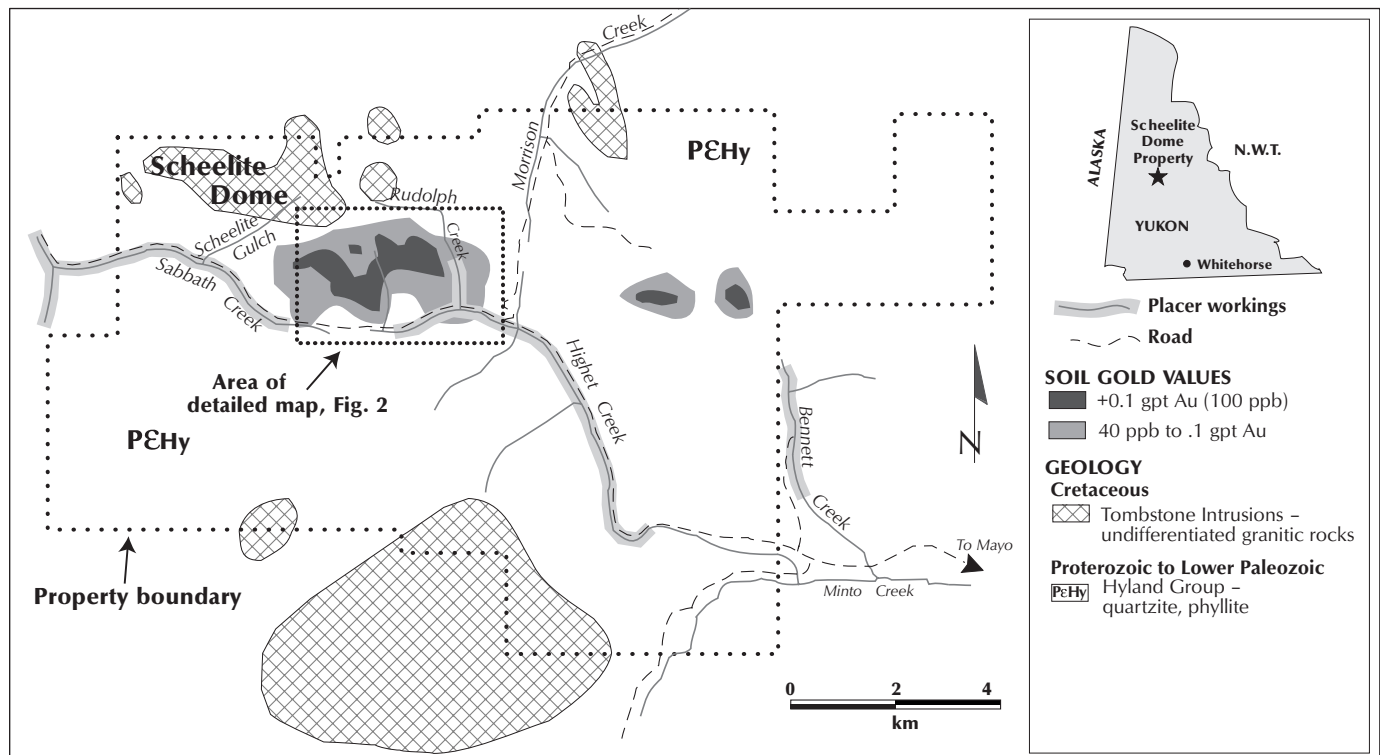 Creek
Morrison
PЄHy
Scheelite
Dome
Rudolph
Creek
Scheelite
Gulch
Sabbath
Creek
Area of
detailed map, Fig. 2
Highet
Creek
PЄHy
Bennett
Creek
N
To Mayo
Minto Creek
Property boundary
0 2 4
km
ALASKA
Scheelite
Dome
Property
N.W.T.
YUKON
Whitehorse
Placer workings
Road
SOIL GOLD VALUES
+0.1 gpt Au (100 ppb)
40 ppb to .1 gpt Au
GEOLOGY
Cretaceous
Tombstone Intrusions –
undifferentiated granitic rocks
Proterozoic to Lower Paleozoic
PЄHy Hyland Group –
quartzite, phyllite